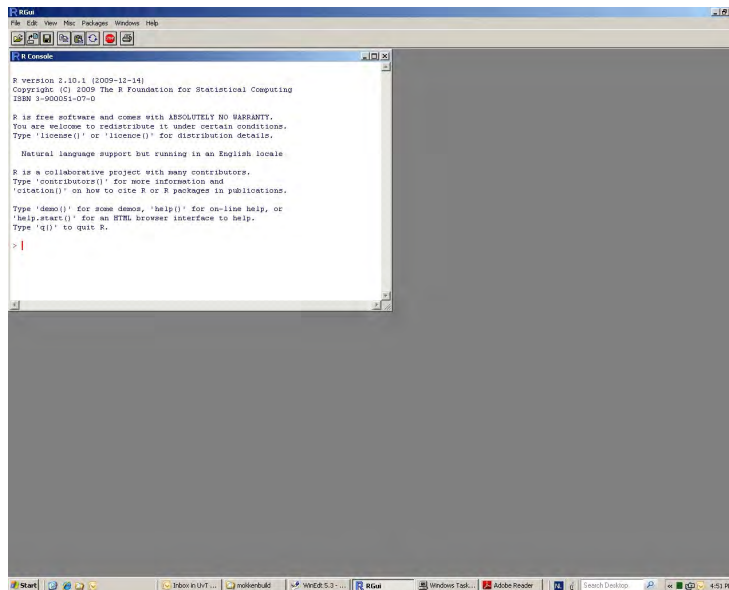 RGui
File Edit View Misc Packages Windows Help
STOP
R Console
R version 2.10.1 (2009-12-14)
Copyright (C) 2009 The R Foundation for Statistical Computing
ISBN 3-900051-07-0
R is free software and comes with ABSOLUTELY NO WARRANTY.
You are welcome to redistribute it under certain conditions.
Type 'license()' or 'licence()' for distribution details.
Natural language support but running in an English locale
R is a collaborative project with many contributors.
Type 'contributors()' for more information and
'citation()' on how to cite R or R packages in publications.
Type 'demo()' for some demos, 'help()' for on-line help, or
'help.start()' for an HTML browser interface to help.
Type 'q()' to quit R.
>
Start Inbox in UvT ... mokkenbuild WinEdt 5.3 - ... RGui Windows Task... Adobe Reader NL Search Desktop « 4:51 P